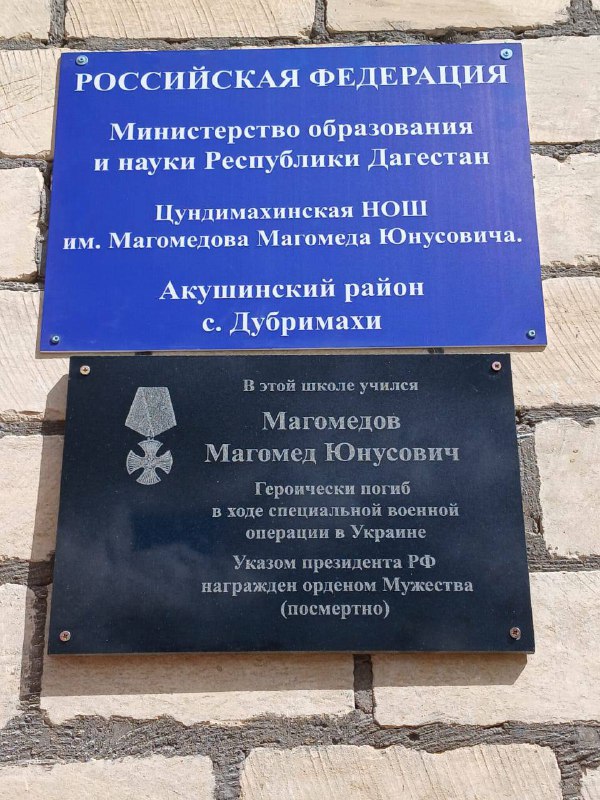 РОССИЙСКАЯ ФЕДЕРАЦИЯ
Министерство образования
и науки Республики Дагестан
Цундимахинская НОШ
им. Магомедова Магомеда Юнусовича.
Акушинский район
с. Дубримахи
В этой школе учился
Магомедов
Магомед Юнусович
Героически погиб
в ходе специальной военной
операции в Украине
Указом президента РФ
награжден орденом Мужества
(посмертно)